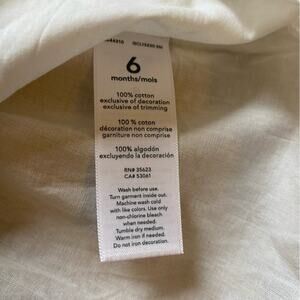 6
months/mois
100% cotton
exclusive of decoration
exclusive of trimming
100 % coton
décoration non comprise
garniture non comprise
100% algodón
excluyendo la decoración
RN# 35623
CA# 53061
Wash before use.
Turn garment inside out.
Machine wash cold
with like colors. Use only
non-chlorine bleach
when needed.
Tumble dry medium.
Warm iron if needed.
Do not iron decoration.